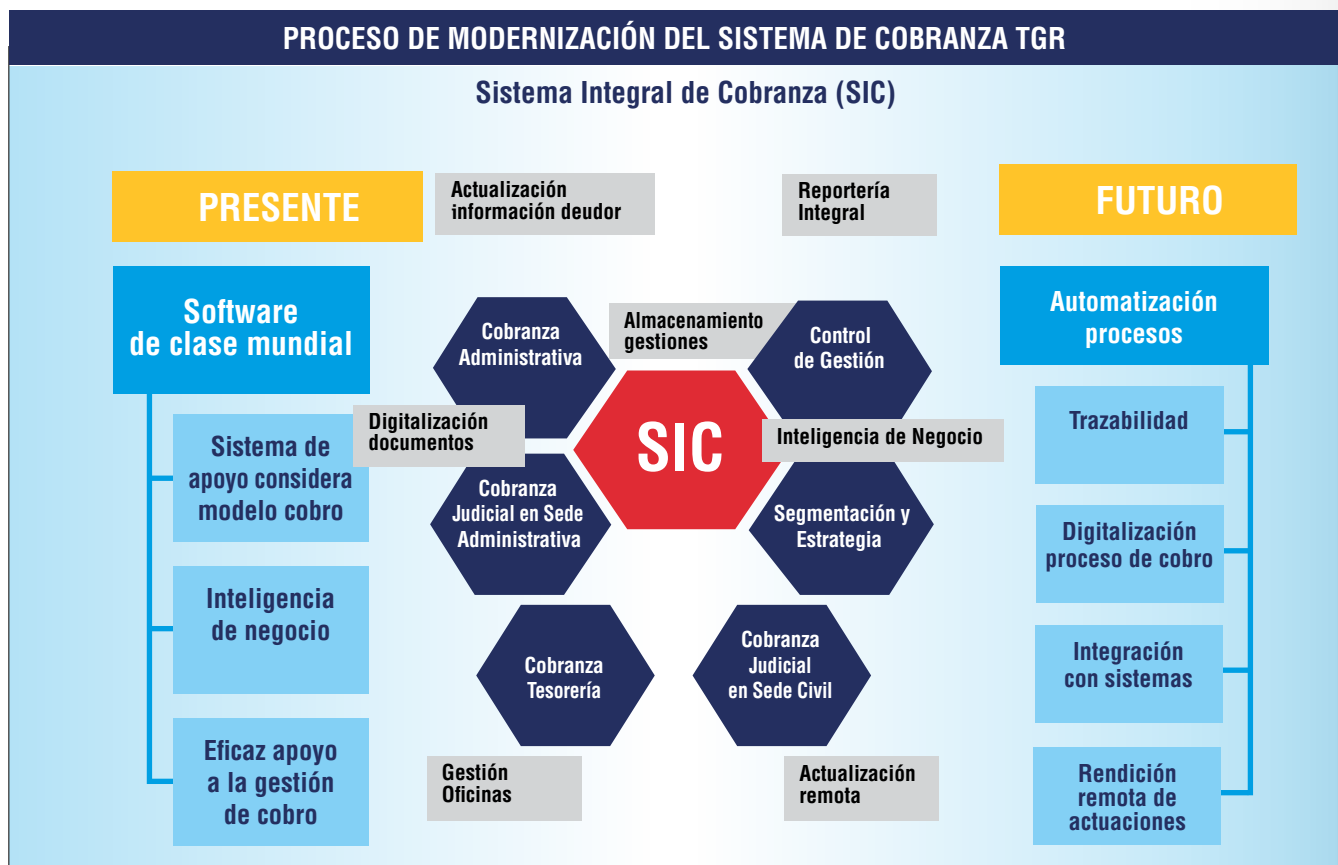 PROCESO DE MODERNIZACIÓN DEL SISTEMA DE COBRANZA TGR
Sistema Integral de Cobranza (SIC)
PRESENTE
Software
de clase mundial
Sistema de
apoyo considera
modelo cobro
Inteligencia
de negocio
Eficaz apoyo
a la gestión
de cobro
Actualización
información deudor
Reportería
Integral
Cobranza
Administrativa
Almacenamiento
gestiones
Control
de Gestión
Digitalización
documentos
SIC
Inteligencia de Negocio
Cobranza
Judicial en Sede
Administrativa
Segmentación y
Estrategia
Cobranza
Tesorería
Cobranza
Judicial
en Sede Civil
Gestión
Oficinas
Actualización
remota
FUTURO
Automatización
procesos
Trazabilidad
Digitalización
proceso de cobro
Integración
con sistemas
Rendición
remota de
actuaciones